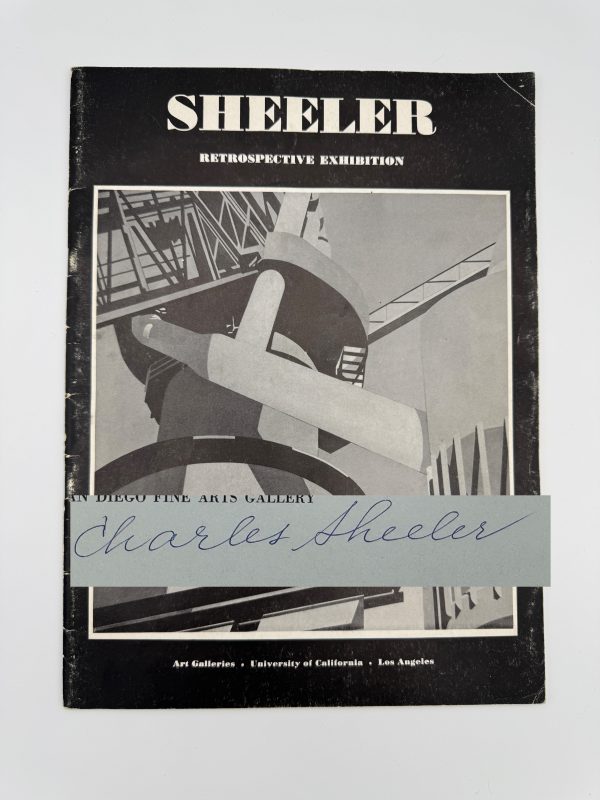 SHEELER
RETROSPECTIVE EXHIBITION
AN DIEGO FINE ARTS GALLERY
Charles Sheeler
Art Galleries • University of California • Los Angeles